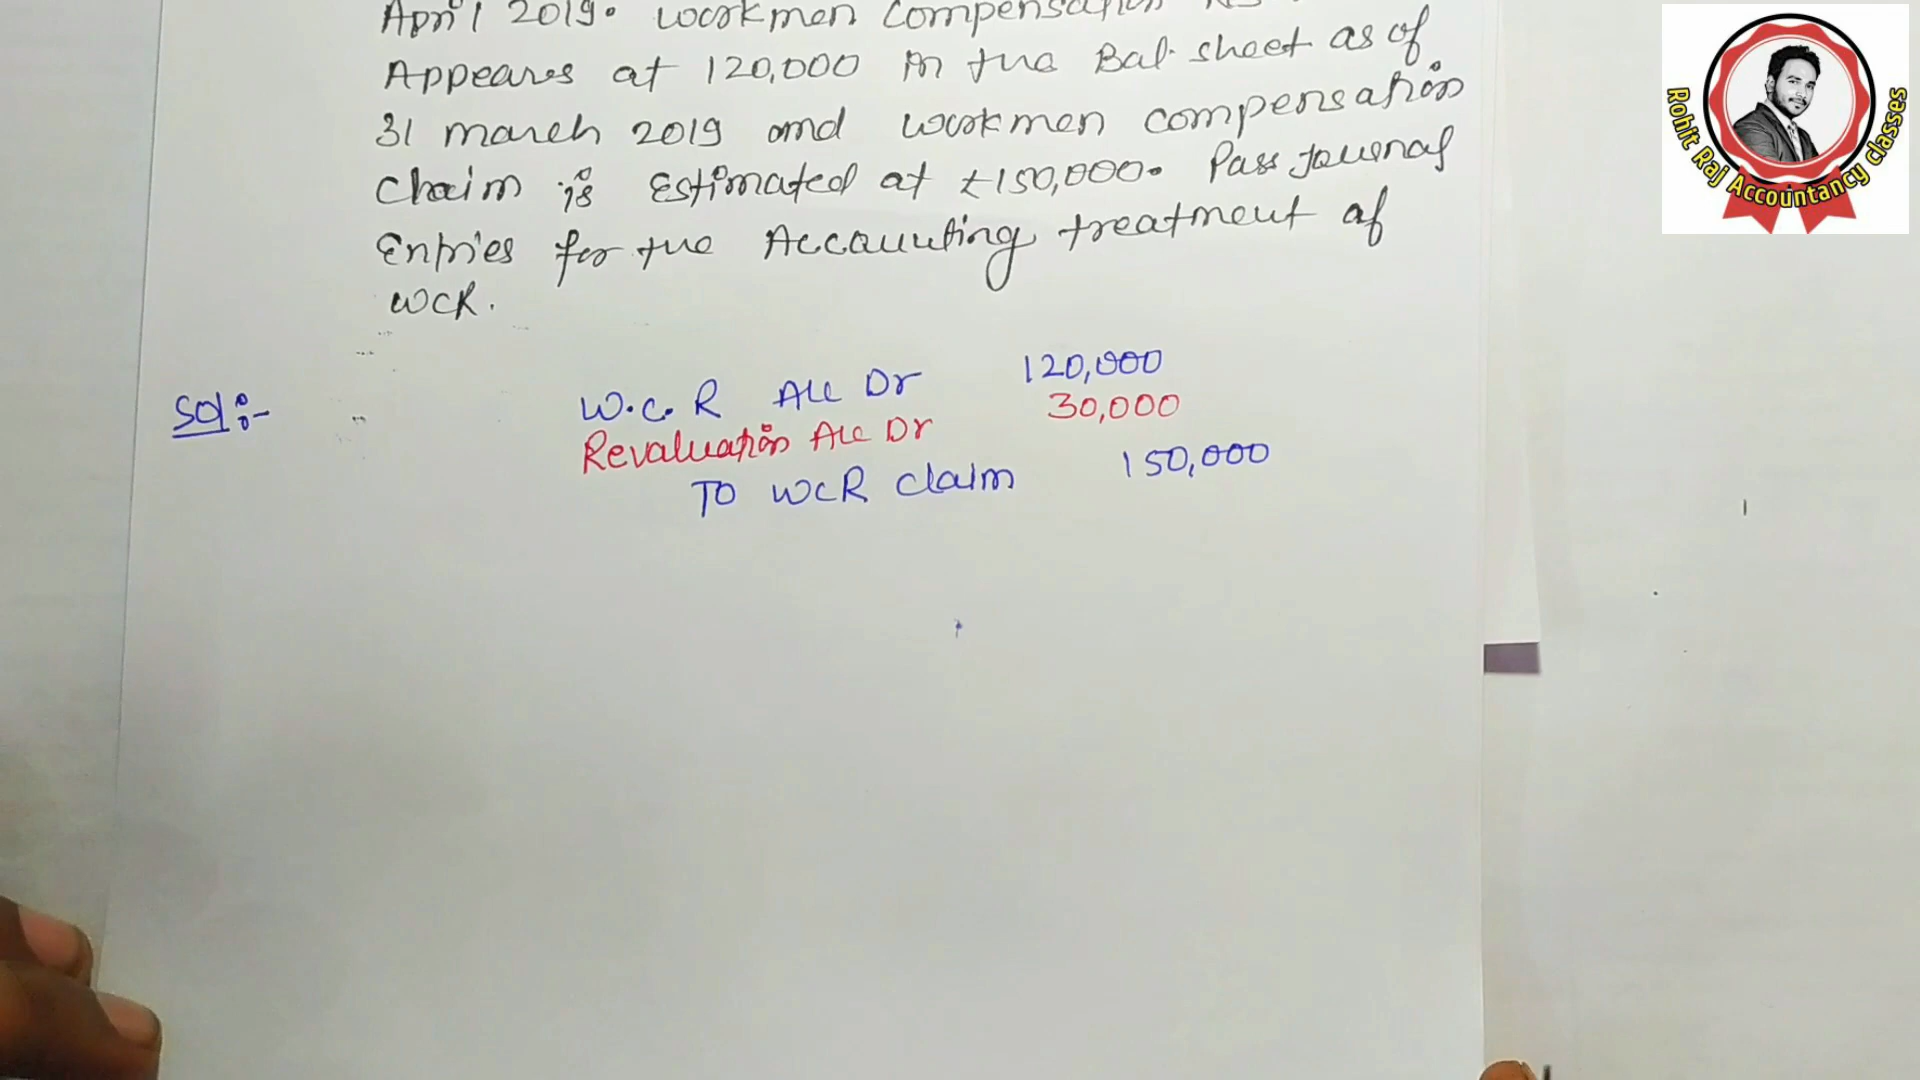 April 2019. Workmen Compensation
Appeares at 120,000 in the Bal. sheet as of
31 march 2019 and workmen compensation
Claim is Estimated at ₹150,000. Pass Journal
Entries for the Accounting treatment of
WCR.
Sol:-
W.C.R A/c Dr 120,000
Revaluation A/c Dr 30,000
To WCR claim 150,000
Rohit Raj Accountancy classes